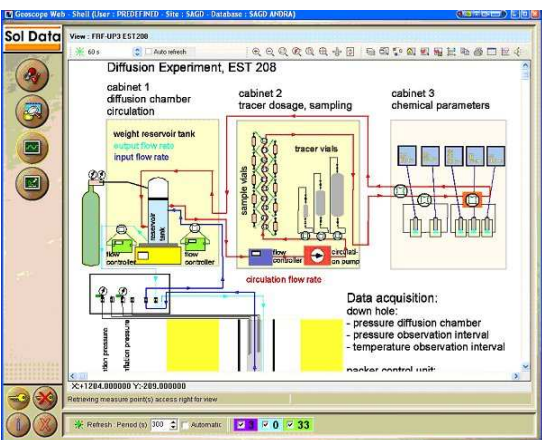 Geoscope Web - Shell (User : PREDEFINED - Site : SAGD - Database : SAGD ANDRA)
Sol Data
View : FRF-UP3 EST208
60 s
Auto refresh
Diffusion Experiment, EST 208
cabinet 1
diffusion chamber
circulation
cabinet 2
tracer dosage, sampling
cabinet 3
chemical parameters
weight reservoir tank
output flow rate
input flow rate
sample vials
tracer vials
reservoir
tank
flow
controller
flow
controller
flow
controller
circulati-
on pump
circulation flow rate
Data acquisition:
down hole:
- pressure diffusion chamber
- pressure observation interval
- temperature observation interval
packer control unit:
X:+1284.000000 Y:-209.000000
Retrieving measure point(s) access right for view
Refresh : Period (s) 300
Automatic
3
0
33